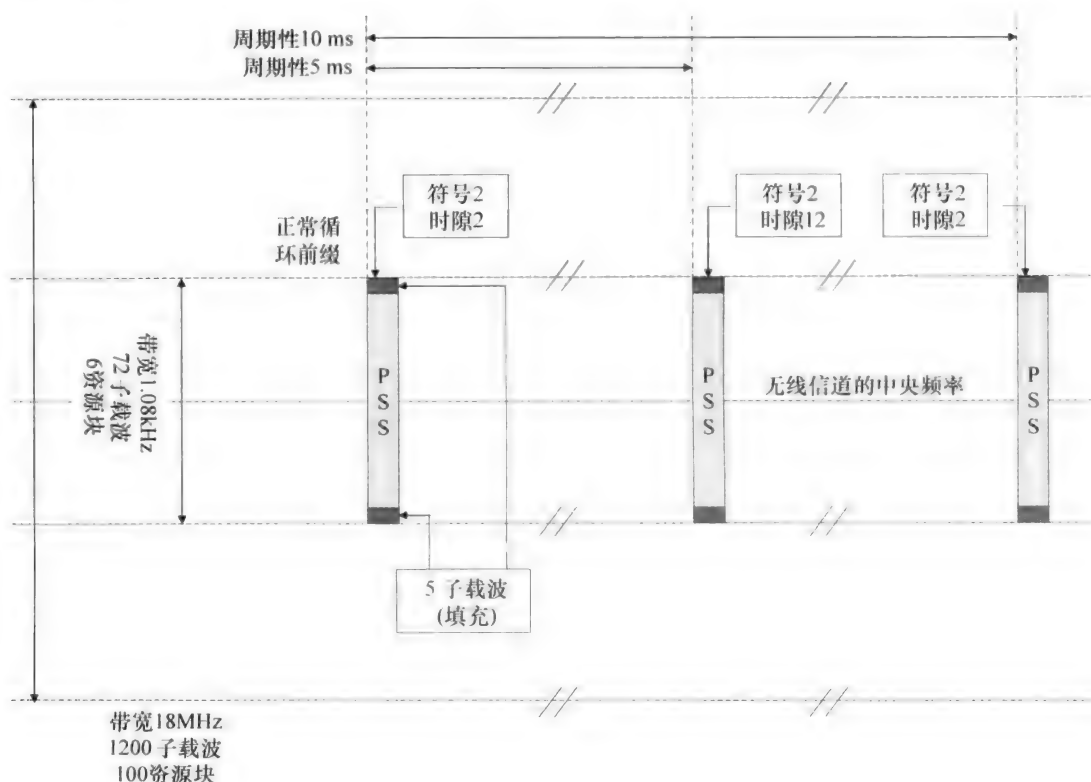 周期性10 ms
周期性5 ms
符号2
时隙2
符号2
时隙12
符号2
时隙2
正常循
环前缀
带宽1.08kHz
72子载波
6资源块
P
S
S
P
S
S
无线信道的中央频率
P
S
S
5 子载波
(填充)
带宽18MHz
1200 子载波
100资源块